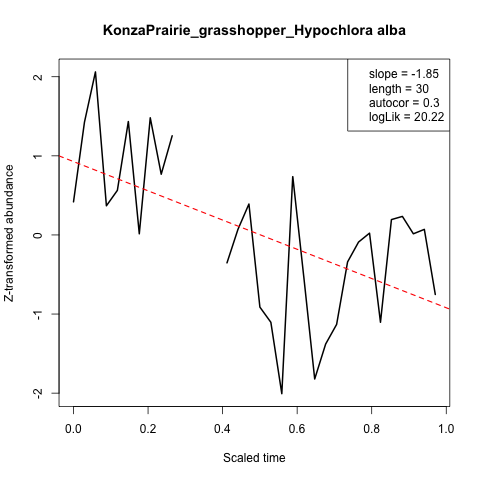 KonzaPrairie_grasshopper_Hypochlora alba
slope = -1.85
length = 30
autocor = 0.3
logLik = 20.22
Z-transformed abundance
2
1
0
-1
-2
0.0 0.2 0.4 0.6 0.8 1.0
Scaled time